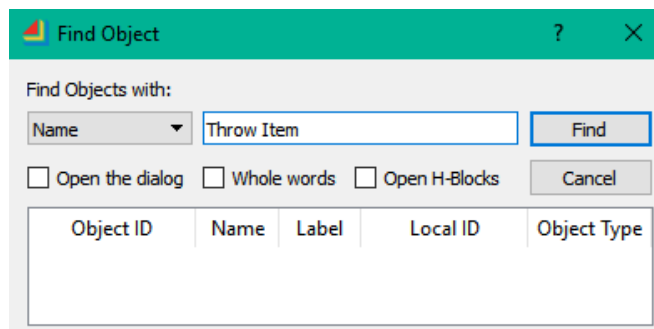 Find Object ?
Find Objects with:
Name Throw Item Find
Open the dialog Whole words Open H-Blocks Cancel
Object ID Name Label Local ID Object Type